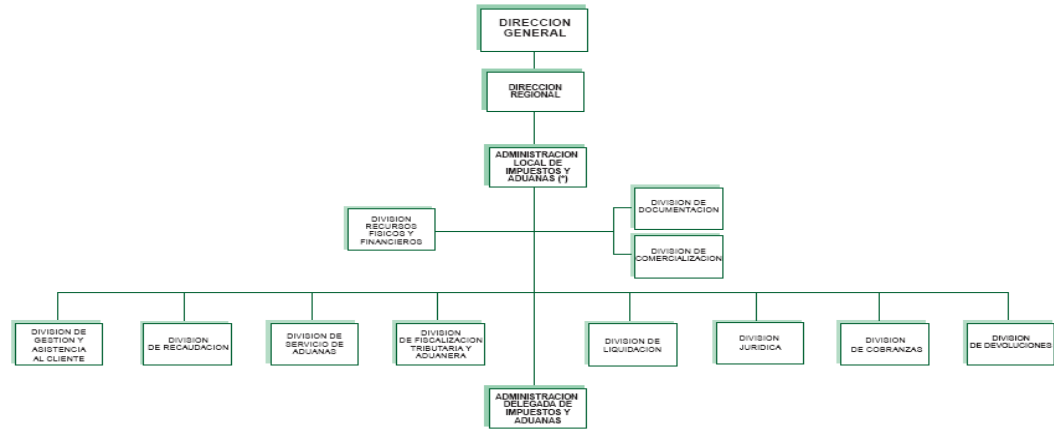 DIRECCION
GENERAL
DIRECCION
REGIONAL
ADMINISTRACION
LOCAL DE
IMPUESTOS Y
ADUANAS (*)
DIVISION
RECURSOS
FISICOS Y
FINANCIEROS
DIVISION DE
DOCUMENTACION
DIVISION DE
COMERCIALIZACION
DIVISION DE
GESTION Y
ASISTENCIA
AL CLIENTE
DIVISION
DE RECAUDACION
DIVISION DE
SERVICIO DE
ADUANAS
DIVISION
DE FISCALIZACION
TRIBUTARIA Y
ADUANERA
DIVISION DE
LIQUIDACION
DIVISION
JURIDICA
DIVISION
DE COBRANZAS
DIVISION
DE DEVOLUCIONES
ADMINISTRACION
DELEGADA DE
IMPUESTOS Y
ADUANAS